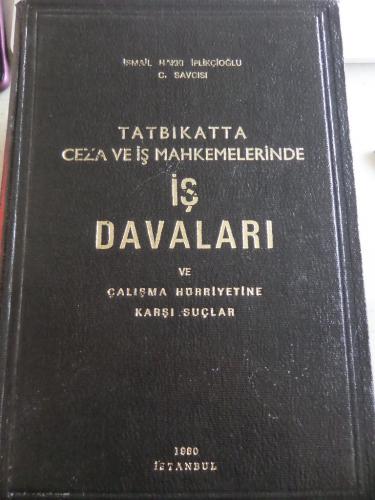 İSMAİL HAKKI İPLİKÇİOĞLU
C. SAVCISI
TATBIKATTA
CEZA VE İŞ MAHKEMELERİNDE
İŞ
DAVALARI
VE
ÇALIŞMA HÜRRİYETİNE
KARŞI SUÇLAR
1980
İSTANBUL